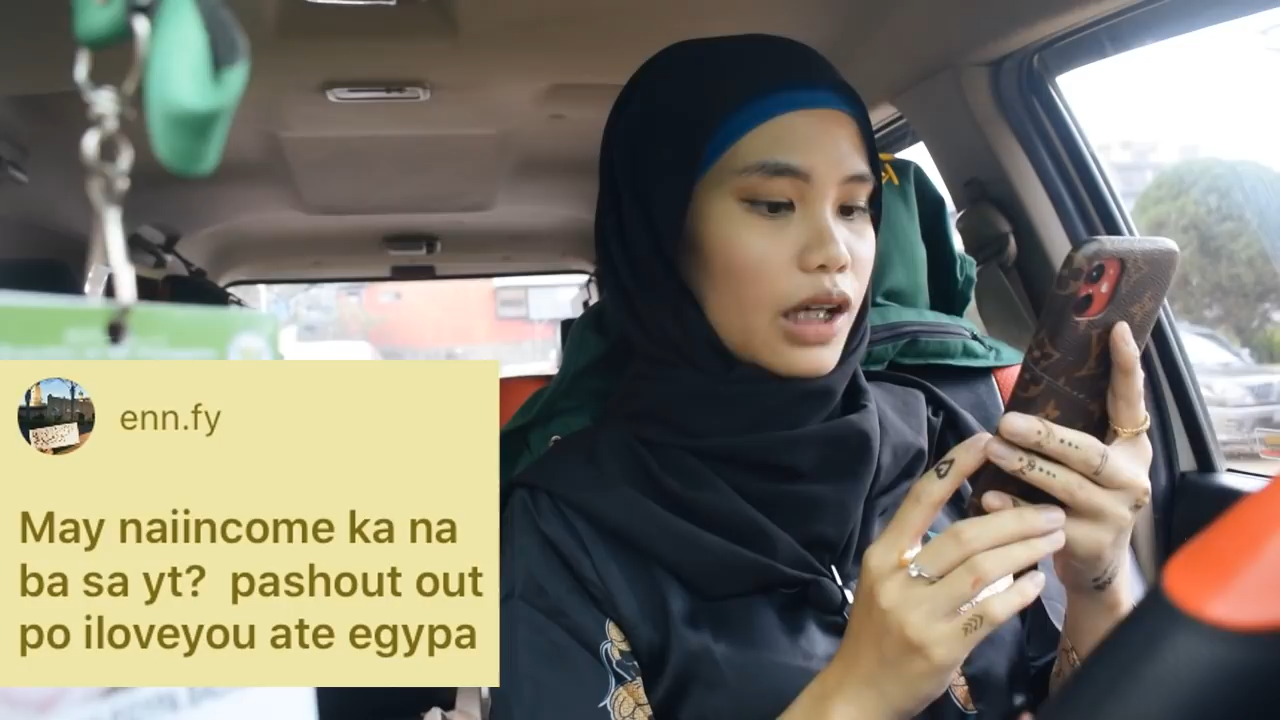 enn.fy
May naiincome ka na
ba sa yt?  pashout out
po iloveyou ate egypa